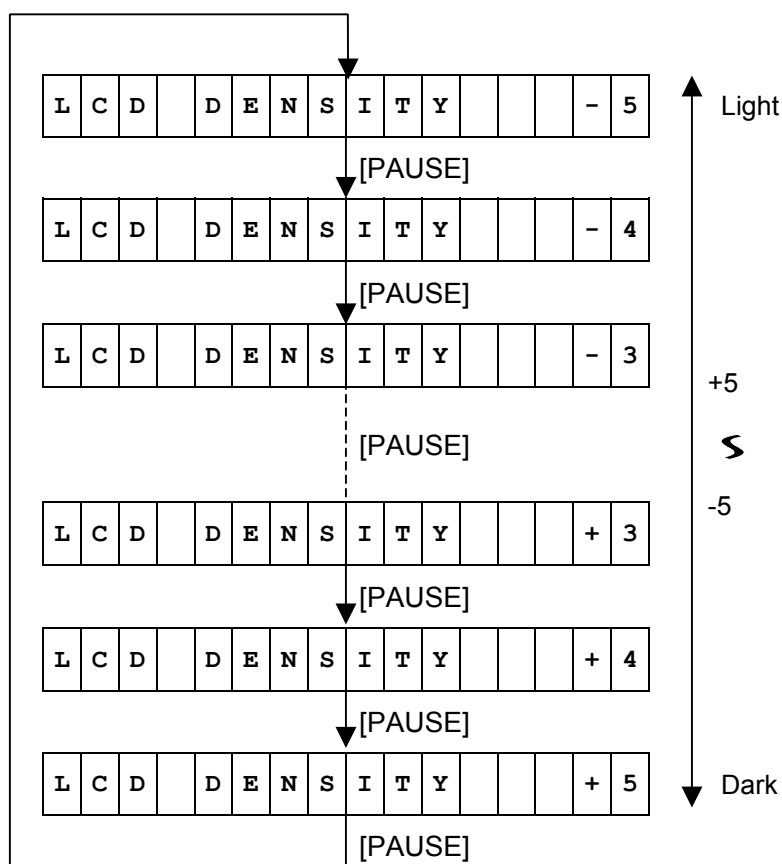 LCD DENSITY   -5
Light
[PAUSE]
LCD DENSITY   -4
[PAUSE]
LCD DENSITY   -3
+5
[PAUSE]
-5
LCD DENSITY   +3
[PAUSE]
LCD DENSITY   +4
[PAUSE]
LCD DENSITY   +5
Dark
[PAUSE]